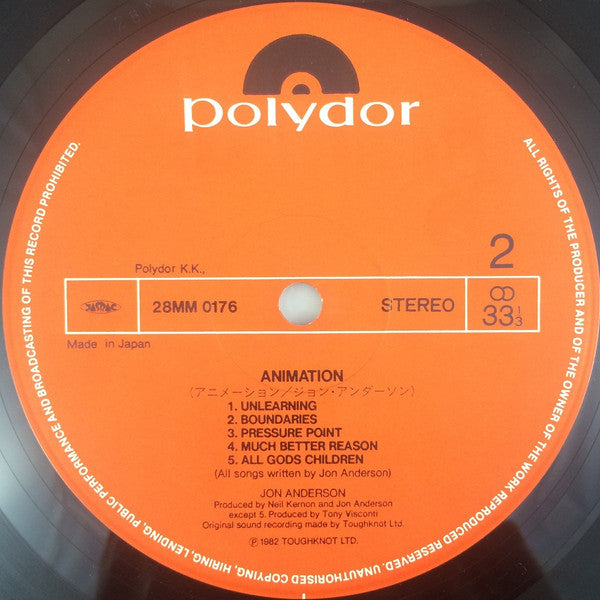 polydor
2
Polydor K.K.,
JASRAC
28MM 0176
STEREO
33 1/3
Made in Japan
ANIMATION
(アニメーション/ジョン・アンダーソン)
1. UNLEARNING
2. BOUNDARIES
3. PRESSURE POINT
4. MUCH BETTER REASON
5. ALL GODS CHILDREN
(All songs written by Jon Anderson)
JON ANDERSON
Produced by Neil Kernon and Jon Anderson
except 5. Produced by Tony Visconti
Original sound recording made by Toughknot Ltd.
℗ 1982 TOUGHKNOT LTD.
ALL RIGHTS OF THE PRODUCER AND OF THE OWNER OF THE WORK REPRODUCED RESERVED. UNAUTHORISED COPYING, HIRING, LENDING, PUBLIC PERFORMANCE AND BROADCASTING OF THIS RECORD PROHIBITED.